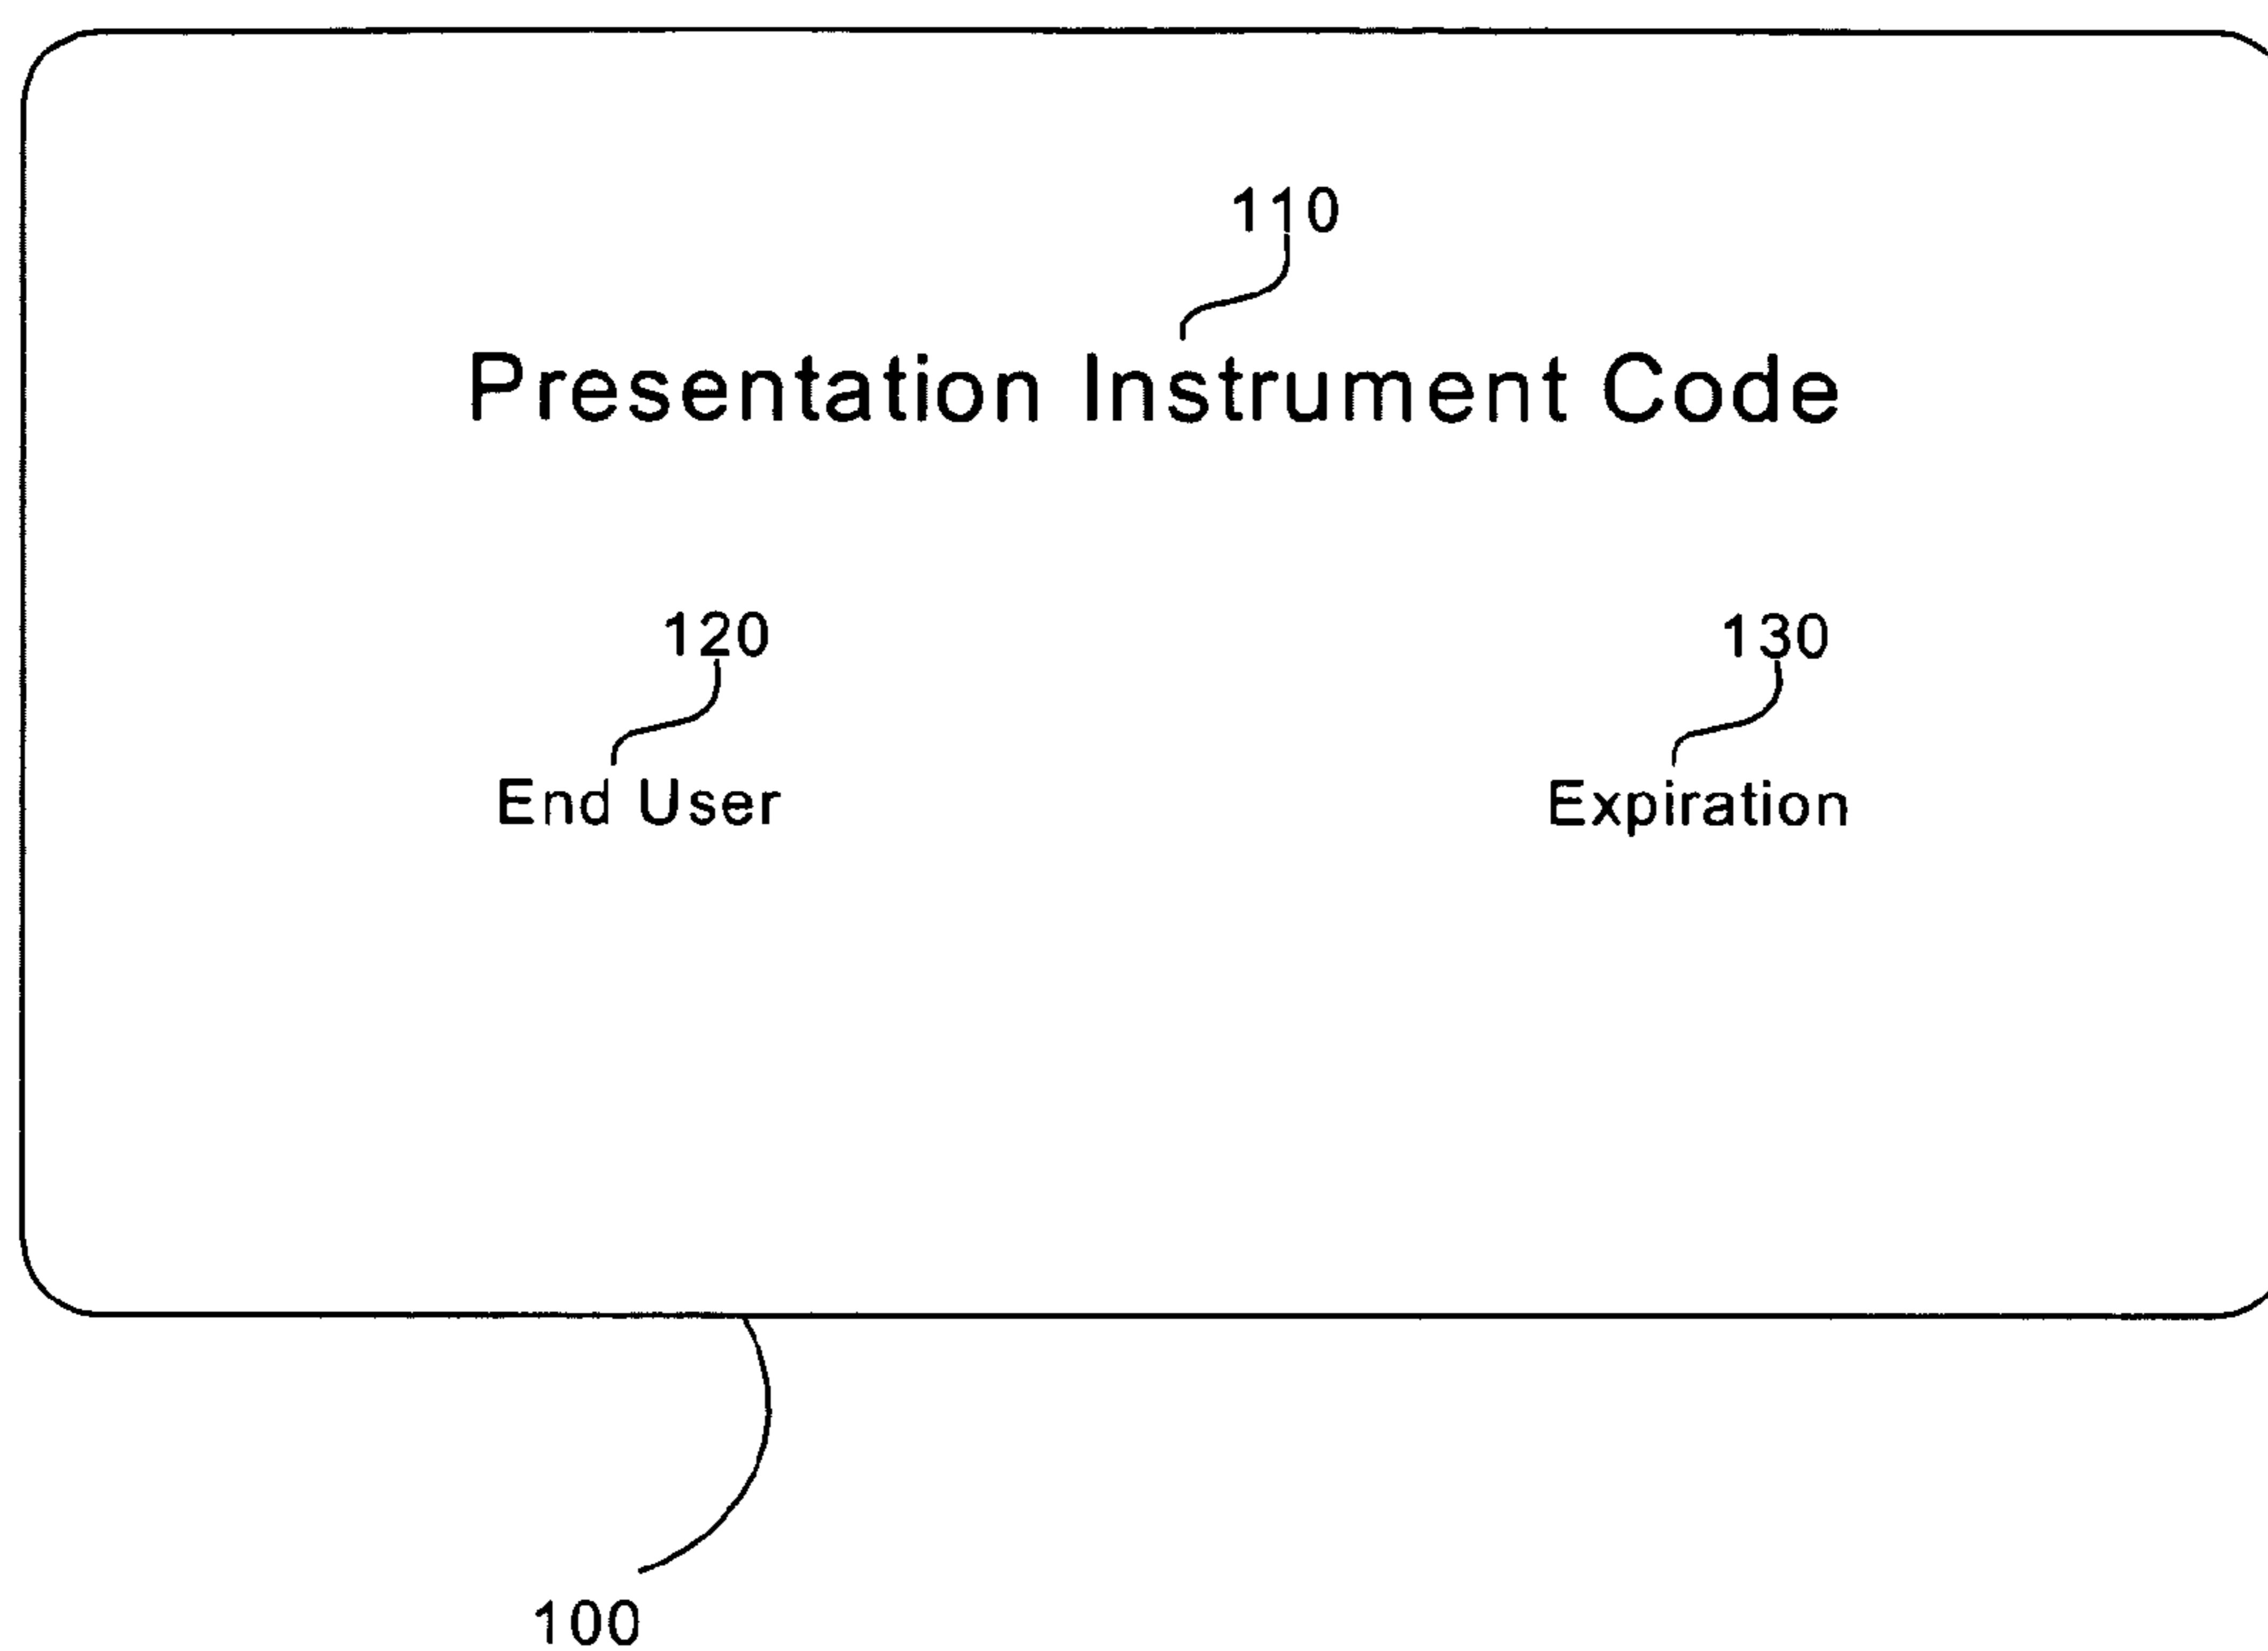 110
Presentation Instrument Code
120 130
End User Expiration
100